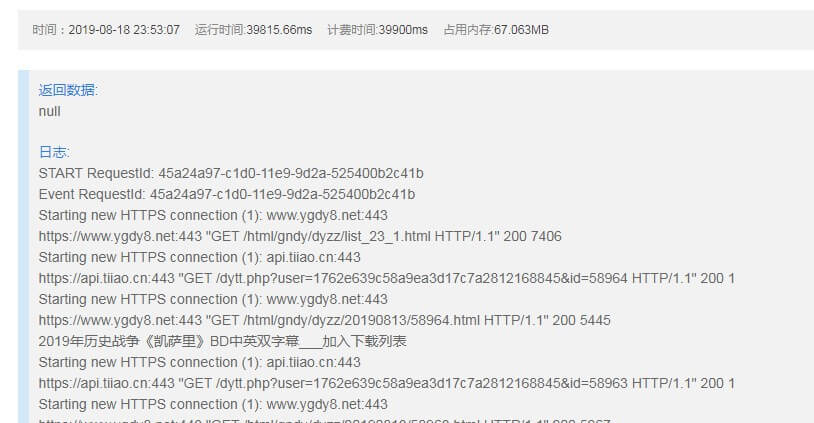 时间：2019-08-18 23:53:07 运行时间:39815.66ms 计费时间:39900ms 占用内存:67.063MB
返回数据:
null
日志:
START RequestId: 45a24a97-c1d0-11e9-9d2a-525400b2c41b
Event RequestId: 45a24a97-c1d0-11e9-9d2a-525400b2c41b
Starting new HTTPS connection (1): www.ygdy8.net:443
https://www.ygdy8.net:443 "GET /html/gndy/dyzz/list_23_1.html HTTP/1.1" 200 7406
Starting new HTTPS connection (1): api.tiiao.cn:443
https://api.tiiao.cn:443 "GET /dytt.php?user=1762e639c58a9ea3d17c7a2812168845&id=58964 HTTP/1.1" 200 1
Starting new HTTPS connection (1): www.ygdy8.net:443
https://www.ygdy8.net:443 "GET /html/gndy/dyzz/20190813/58964.html HTTP/1.1" 200 5445
2019年历史战争《凯萨里》BD中英双字幕___加入下载列表
Starting new HTTPS connection (1): api.tiiao.cn:443
https://api.tiiao.cn:443 "GET /dytt.php?user=1762e639c58a9ea3d17c7a2812168845&id=58963 HTTP/1.1" 200 1
Starting new HTTPS connection (1): www.ygdy8.net:443